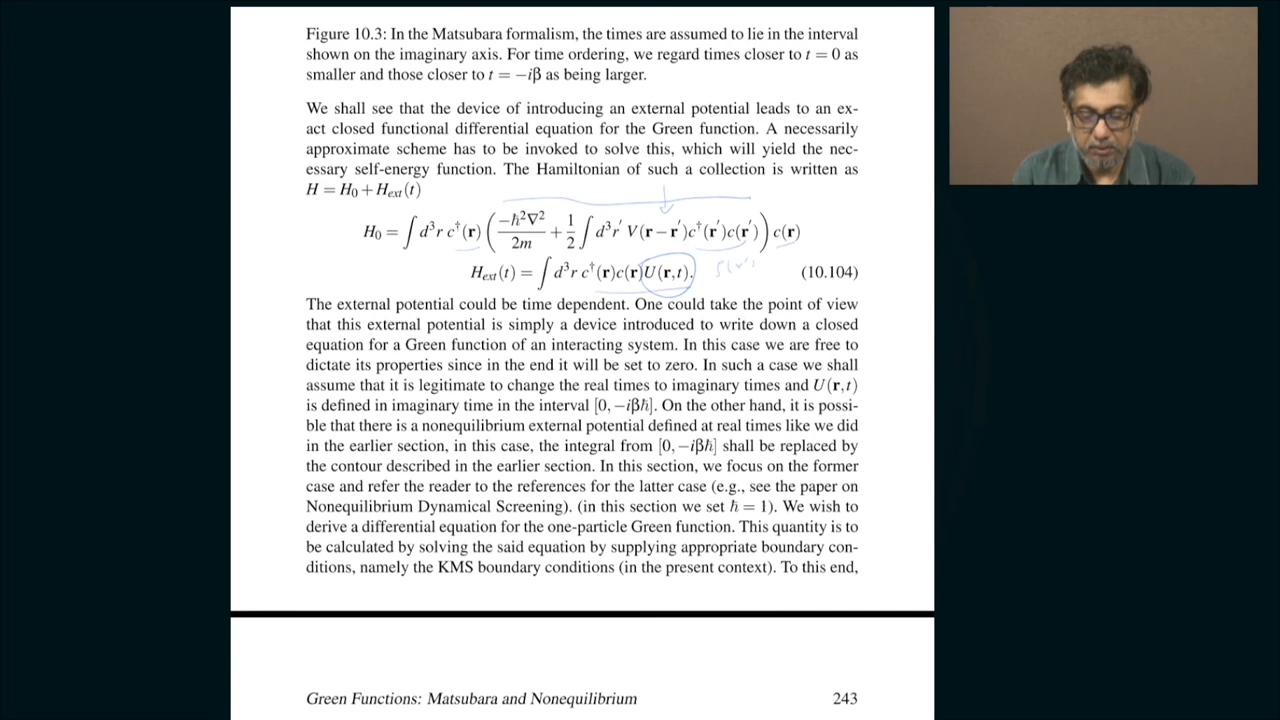 Figure 10.3: In the Matsubara formalism, the times are assumed to lie in the interval
shown on the imaginary axis. For time ordering, we regard times closer to t = 0 as
smaller and those closer to t = −iβ as being larger.
We shall see that the device of introducing an external potential leads to an ex-
act closed functional differential equation for the Green function. A necessarily
approximate scheme has to be invoked to solve this, which will yield the nec-
essary self-energy function. The Hamiltonian of such a collection is written as
H = H₀ + Hₑₓₜ(t)
H₀ = ∫ d³r c†(r) ( −ħ²∇² / 2m + 1/2 ∫ d³r′ V(r − r′)c†(r′)c(r′) ) c(r)
Hₑₓₜ(t) = ∫ d³r c†(r)c(r)U(r,t). (10.104)
The external potential could be time dependent. One could take the point of view
that this external potential is simply a device introduced to write down a closed
equation for a Green function of an interacting system. In this case we are free to
dictate its properties since in the end it will be set to zero. In such a case we shall
assume that it is legitimate to change the real times to imaginary times and U(r,t)
is defined in imaginary time in the interval [0,−iβħ]. On the other hand, it is possi-
ble that there is a nonequilibrium external potential defined at real times like we did
in the earlier section, in this case, the integral from [0,−iβħ] shall be replaced by
the contour described in the earlier section. In this section, we focus on the former
case and refer the reader to the references for the latter case (e.g., see the paper on
Nonequilibrium Dynamical Screening). (in this section we set ħ = 1). We wish to
derive a differential equation for the one-particle Green function. This quantity is to
be calculated by solving the said equation by supplying appropriate boundary con-
ditions, namely the KMS boundary conditions (in the present context). To this end,
Green Functions: Matsubara and Nonequilibrium 243